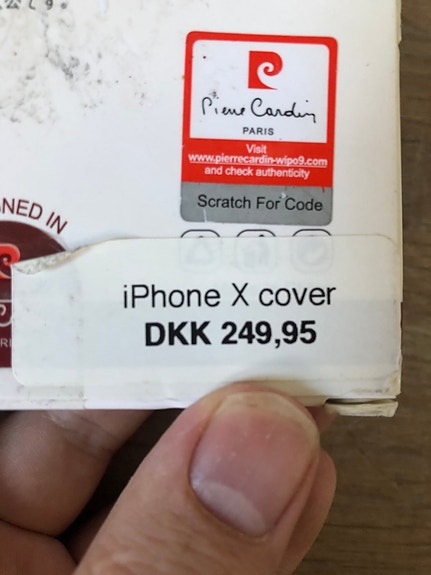 Pierre Cardin
PARIS
Visit
www.pierrecardin-wipo9.com
and check authenticity
Scratch For Code
NED IN
iPhone X cover
DKK 249,95